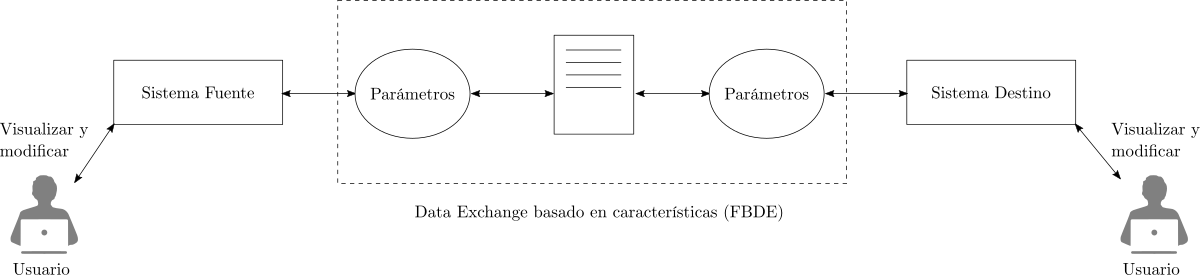 Sistema Fuente
Parámetros
Parámetros
Sistema Destino
Visualizar y
modificar
Visualizar y
modificar
Data Exchange basado en características (FBDE)
Usuario
Usuario